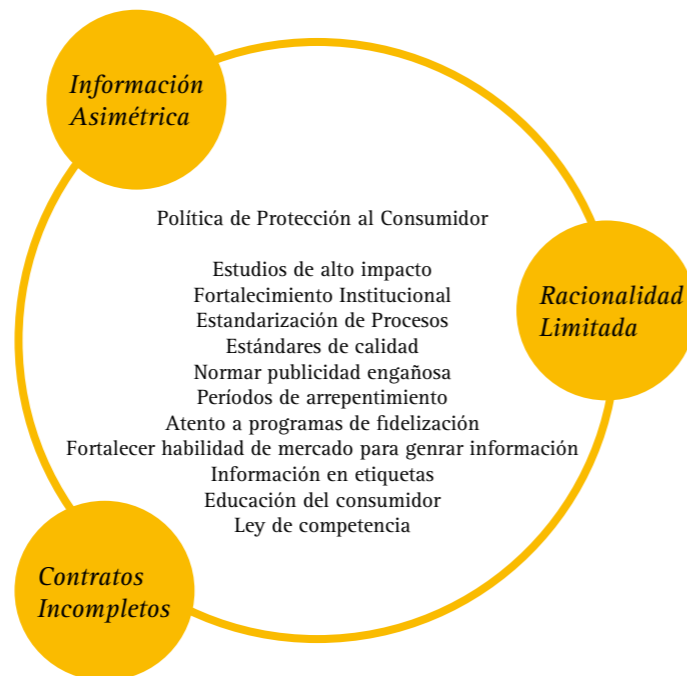 Información
Asimétrica
Política de Protección al Consumidor
Estudios de alto impacto
Fortalecimiento Institucional
Racionalidad
Limitada
Estandarización de Procesos
Estándares de calidad
Normar publicidad engañosa
Períodos de arrepentimiento
Atento a programas de fidelización
Fortalecer habilidad de mercado para genrar información
Información en etiquetas
Educación del consumidor
Ley de competencia
Contratos
Incompletos